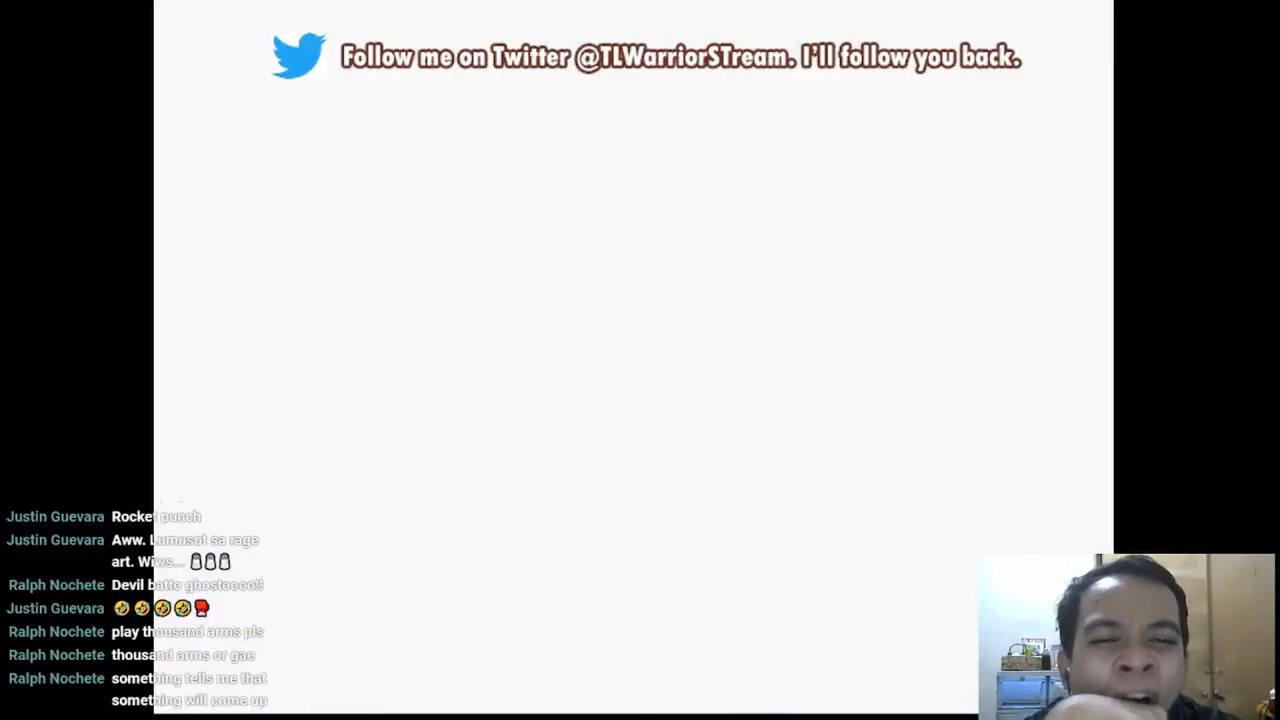 Follow me on Twitter @TLWarriorSTream. I'll follow you back.
Justin Guevara Rocket punch
Justin Guevara Aww. Lumusot sa rage
art. Wiws...
Ralph Nochete Devil batto ghostoooo!!
Justin Guevara 🤣🤣🤣🤣🥊
Ralph Nochete play thousand arms pls
Ralph Nochete thousand arms or gae
Ralph Nochete something tells me that
something will come up